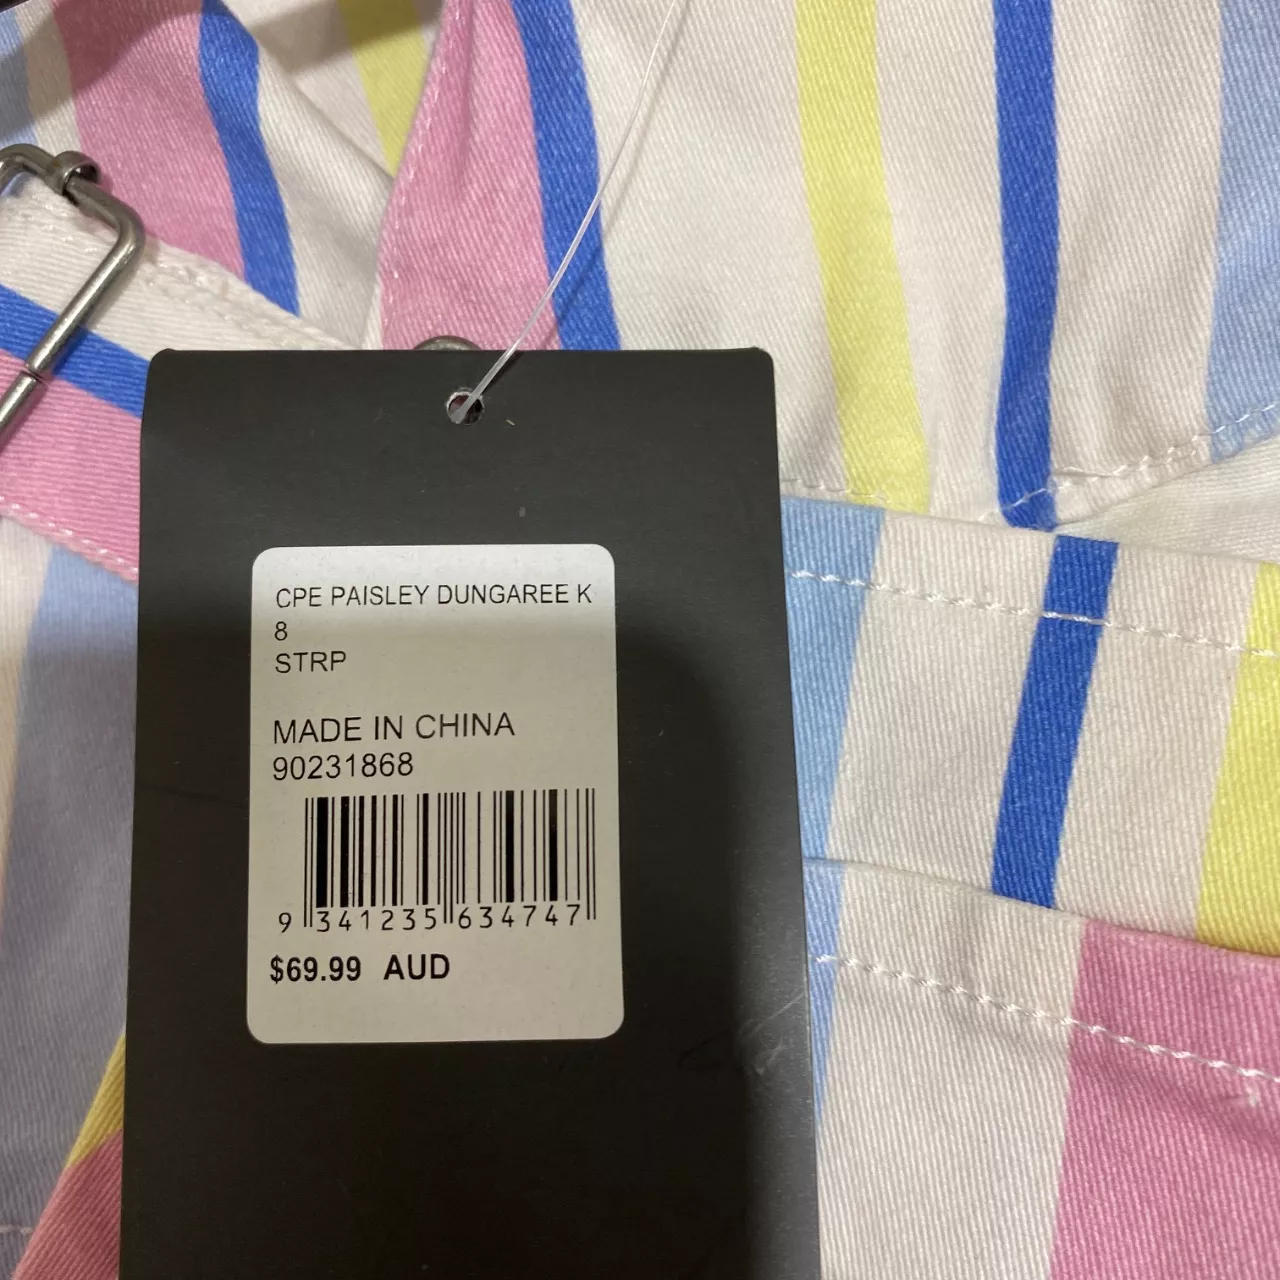 CPE PAISLEY DUNGAREE K
8
STRP
MADE IN CHINA
90231868
9 341235 634747
$69.99 AUD